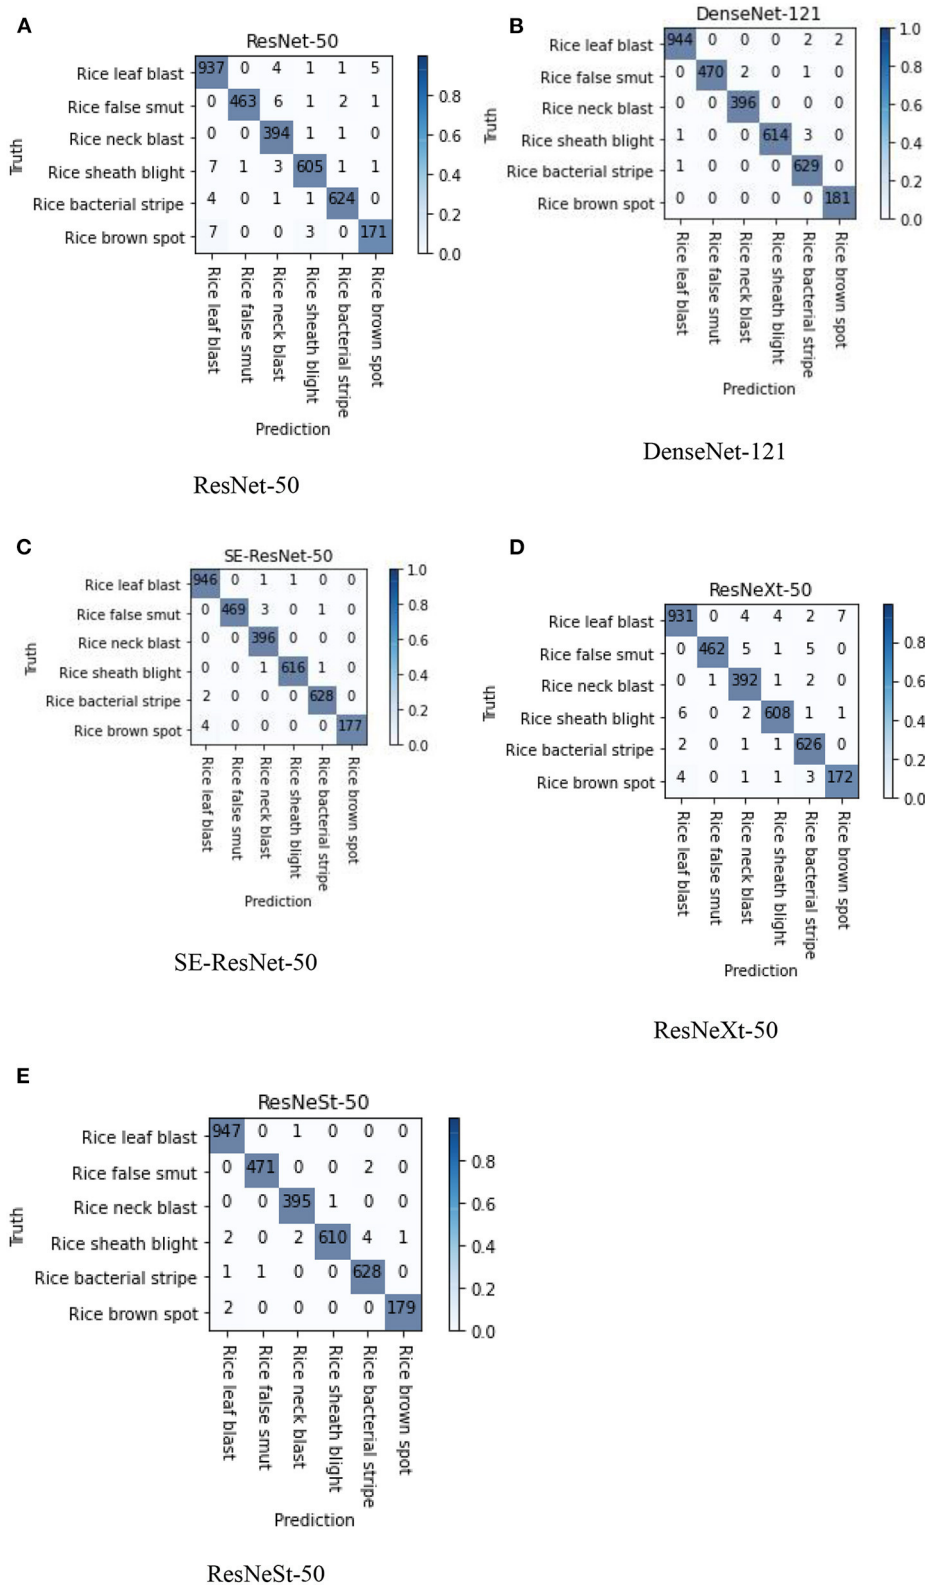 A
ResNet-50
Rice leaf blast 937 0 4 1 1 5
Rice false smut 0 463 6 1 2 1
Rice neck blast 0 0 394 1 1 0
Rice sheath blight 7 1 3 605 1 1
Rice bacterial stripe 4 0 1 1 624 0
Rice brown spot 7 0 0 3 0 171
Truth
0.8
0.6
0.4
0.2
0.0
Rice leaf blast
Rice false smut
Rice neck blast
Rice sheath blight
Rice bacterial stripe
Rice brown spot
Prediction
ResNet-50
B
DenseNet-121
Rice leaf blast 944 0 0 0 2 2
Rice false smut 0 470 2 0 1 0
Rice neck blast 0 0 396 0 0 0
Rice sheath blight 1 0 0 614 3 0
Rice bacterial stripe 1 0 0 0 629 0
Rice brown spot 0 0 0 0 0 181
Truth
1.0
0.8
0.6
0.4
0.2
0.0
Rice leaf blast
Rice false smut
Rice neck blast
Rice sheath blight
Rice bacterial stripe
Rice brown spot
Prediction
DenseNet-121
C
SE-ResNet-50
Rice leaf blast 946 0 1 1 0 0
Rice false smut 0 469 3 0 1 0
Rice neck blast 0 0 396 0 0 0
Rice sheath blight 0 0 1 616 1 0
Rice bacterial stripe 2 0 0 0 628 0
Rice brown spot 4 0 0 0 0 177
Truth
1.0
0.8
0.6
0.4
0.2
0.0
Rice leaf blast
Rice false smut
Rice neck blast
Rice sheath blight
Rice bacterial stripe
Rice brown spot
Prediction
SE-ResNet-50
D
ResNeXt-50
Rice leaf blast 931 0 4 4 2 7
Rice false smut 0 462 5 1 5 0
Rice neck blast 0 1 392 1 2 0
Rice sheath blight 6 0 2 608 1 1
Rice bacterial stripe 2 0 1 1 626 0
Rice brown spot 4 0 1 1 3 172
Truth
0.8
0.6
0.4
0.2
0.0
Rice leaf blast
Rice false smut
Rice neck blast
Rice sheath blight
Rice bacterial stripe
Rice brown spot
Prediction
ResNeXt-50
E
ResNeSt-50
Rice leaf blast 947 0 1 0 0 0
Rice false smut 0 471 0 0 2 0
Rice neck blast 0 0 395 1 0 0
Rice sheath blight 2 0 2 610 4 1
Rice bacterial stripe 1 1 0 0 628 0
Rice brown spot 2 0 0 0 0 179
Truth
0.8
0.6
0.4
0.2
0.0
Rice leaf blast
Rice false smut
Rice neck blast
Rice sheath blight
Rice bacterial stripe
Rice brown spot
Prediction
ResNeSt-50